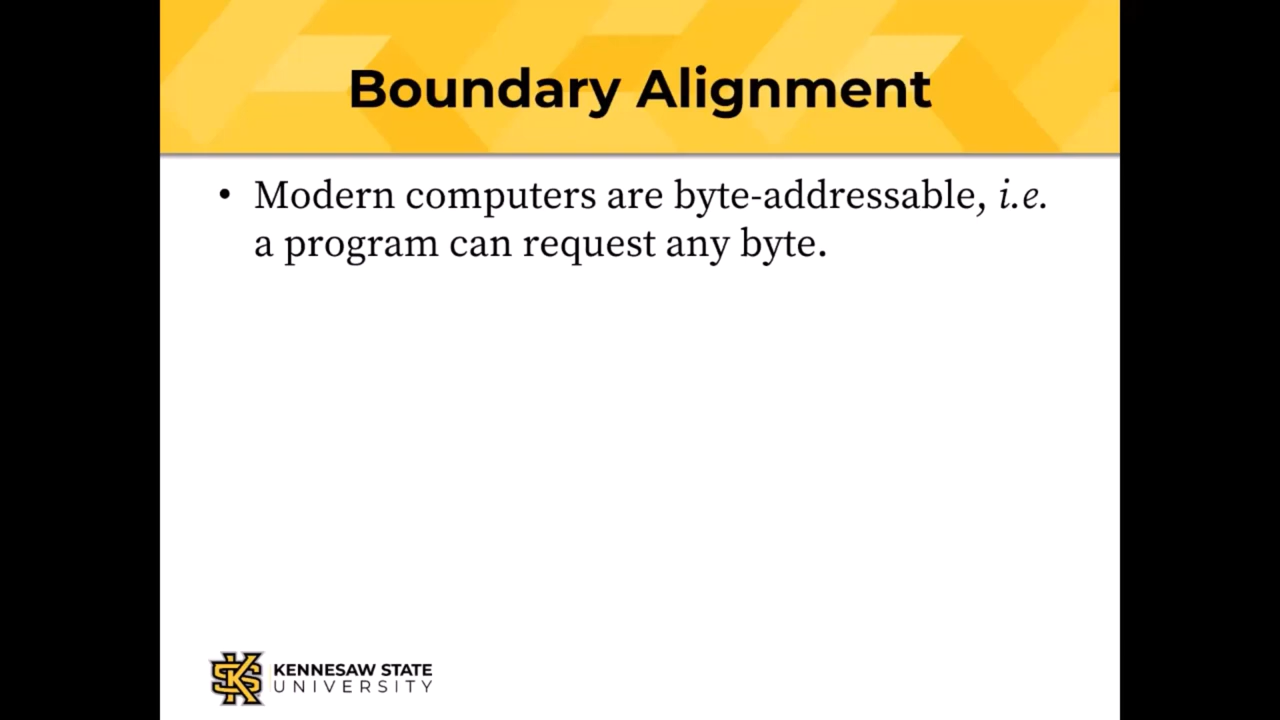 Boundary Alignment
• Modern computers are byte-addressable, i.e.
a program can request any byte.
KENNESAW STATE
UNIVERSITY